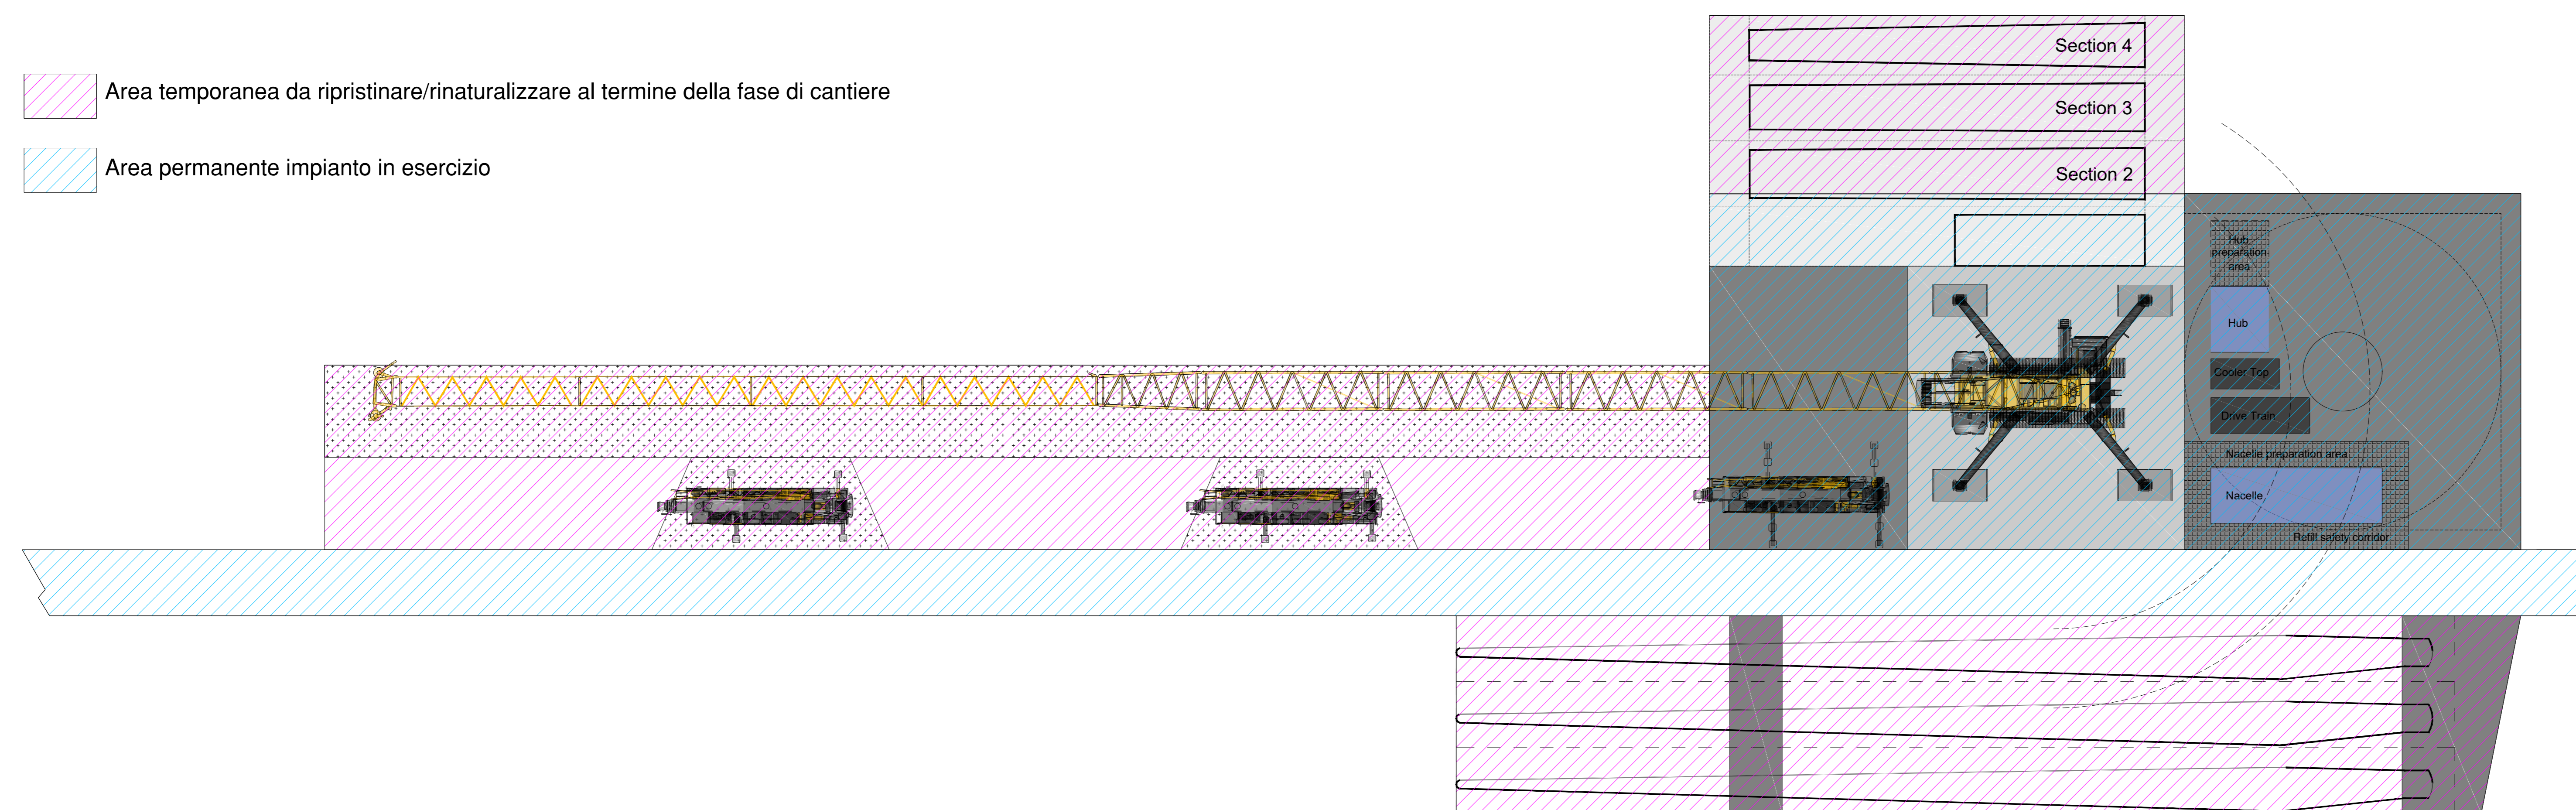 Area temporanea da ripristinare/rinaturalizzare al termine della fase di cantiere
Area permanente impianto in esercizio
Section 4
Section 3
Section 2
Hub
preparation
area
Hub
Cooler Top
Drive Train
Nacelle preparation area
Nacelle
Refill safety corridor